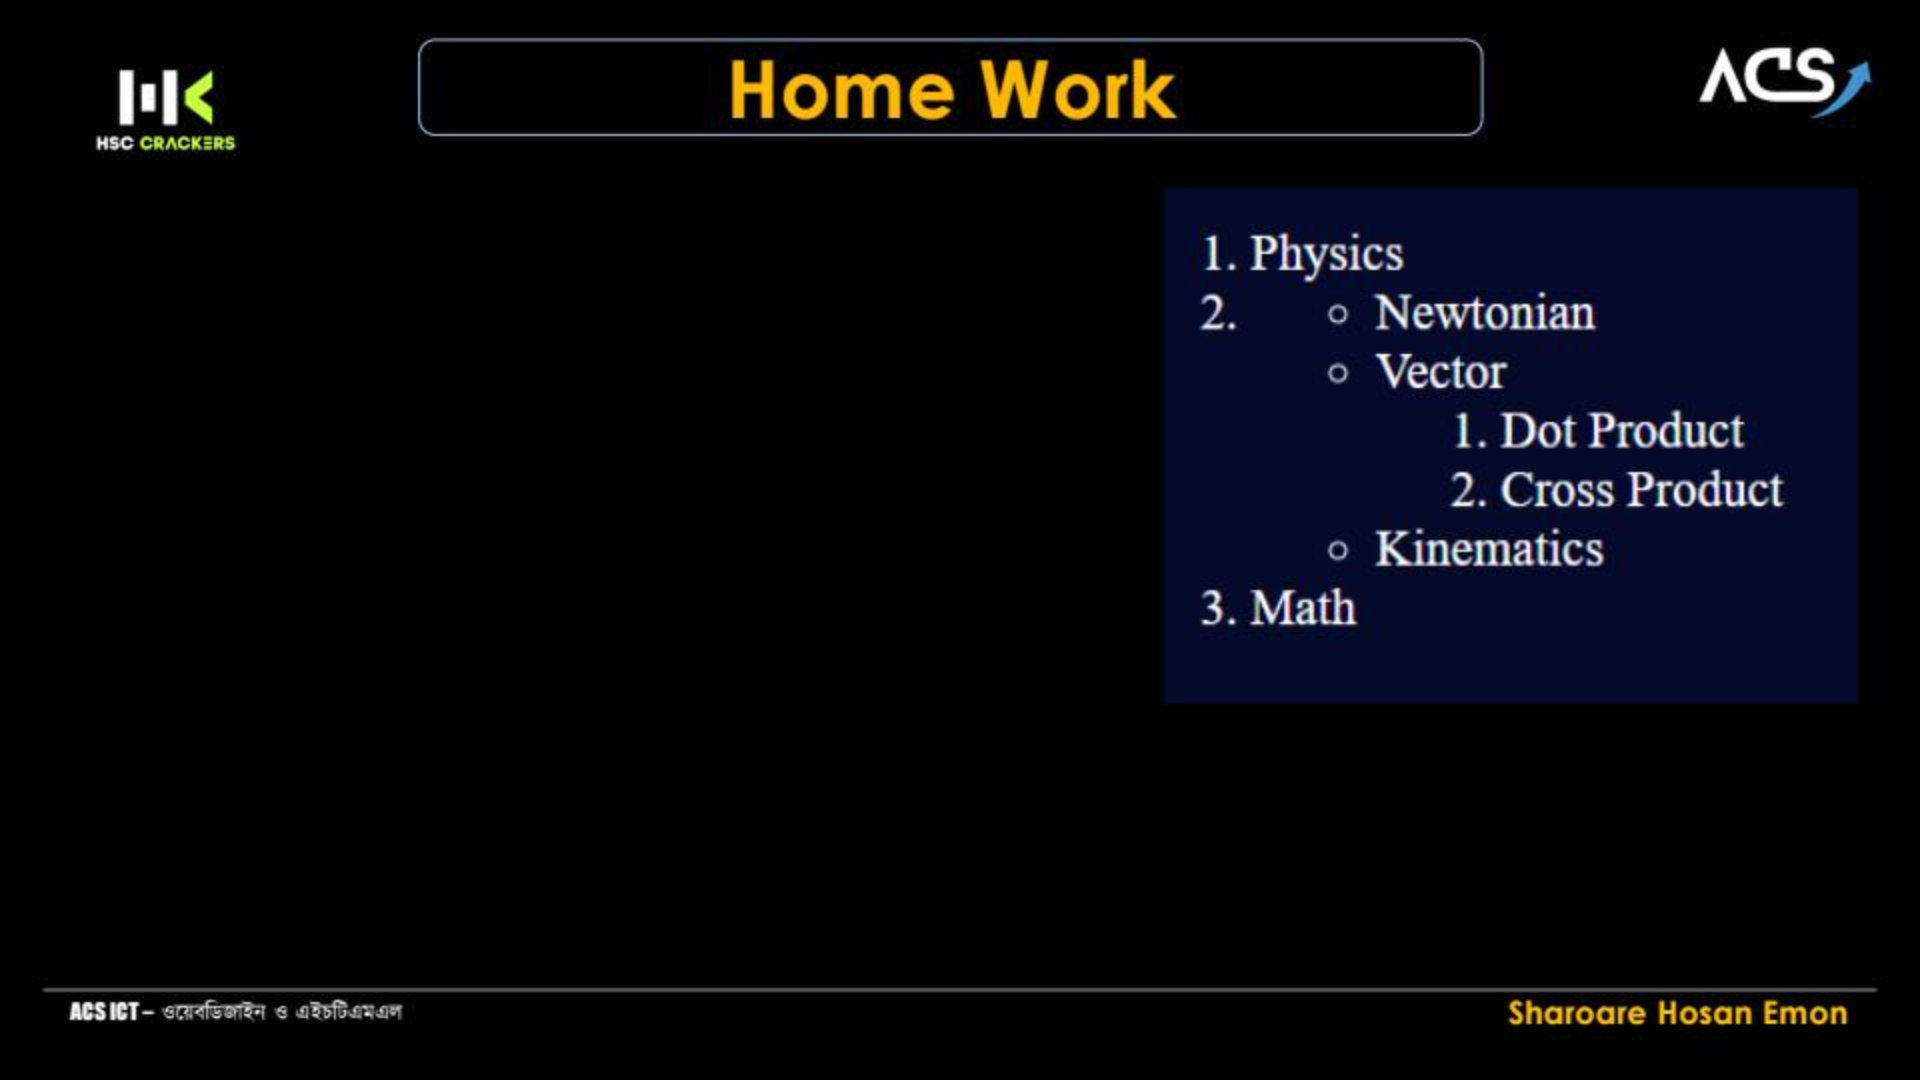 HSC CRACKERS
Home Work
ACS
1. Physics
2. ○ Newtonian
○ Vector
1. Dot Product
2. Cross Product
○ Kinematics
3. Math
ACS ICT – ওয়েবডিজাইন ও এইচটিএমএল
Sharoare Hosan Emon